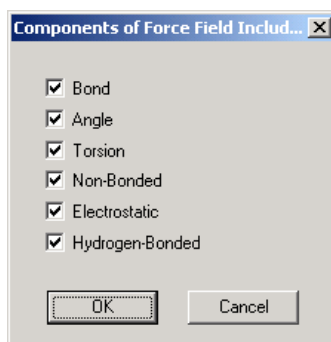 Components of Force Field Includ...
Bond
Angle
Torsion
Non-Bonded
Electrostatic
Hydrogen-Bonded
OK
Cancel